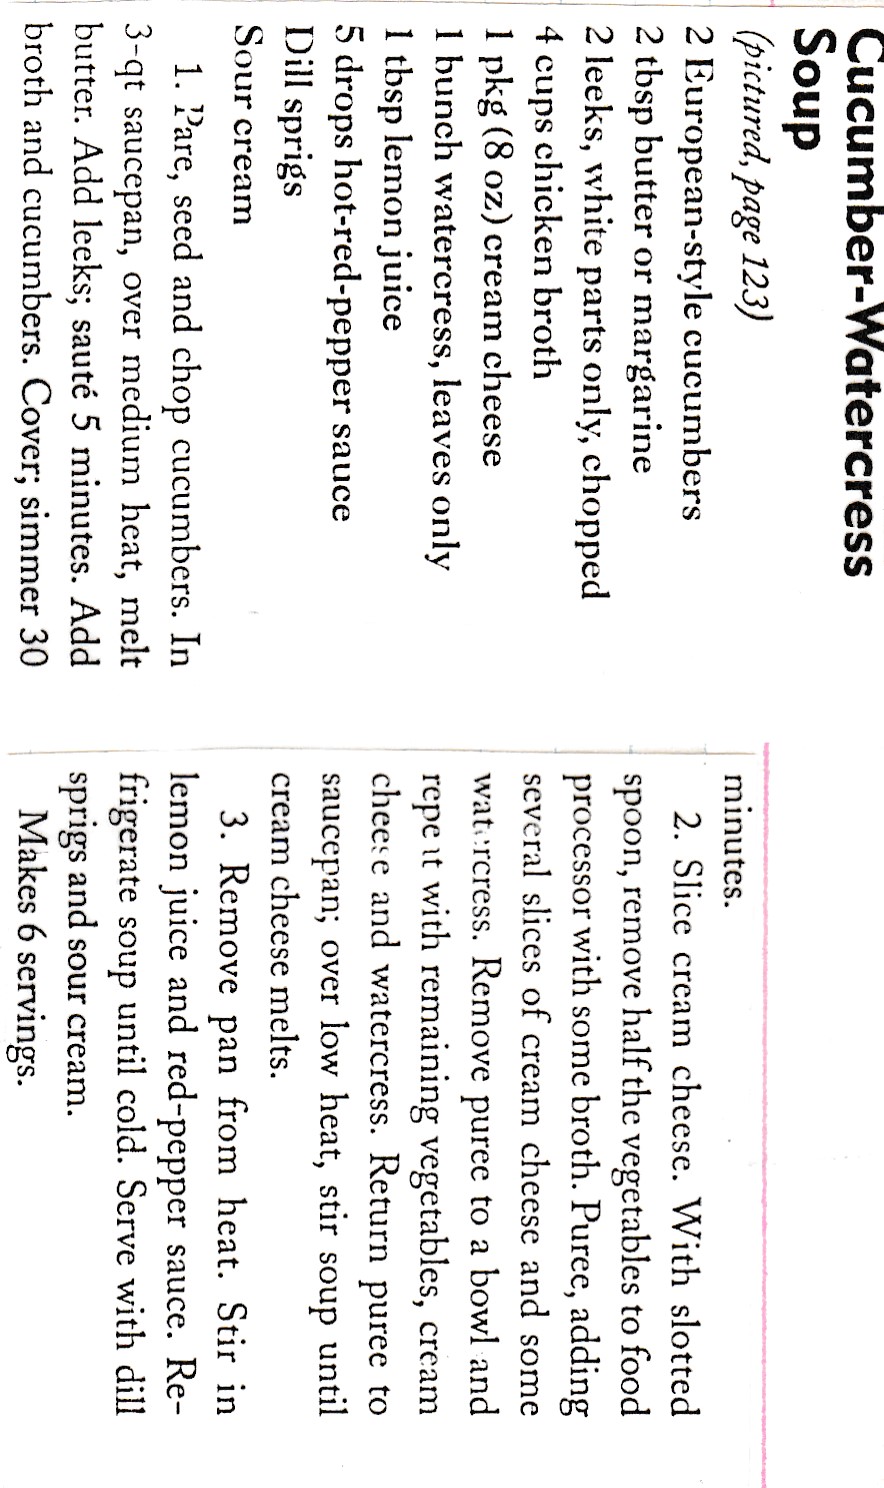 Cucumber-Watercress
Soup
(pictured, page 123)
2 European-style cucumbers
2 tbsp butter or margarine
2 leeks, white parts only, chopped
4 cups chicken broth
1 pkg (8 oz) cream cheese
1 bunch watercress, leaves only
1 tbsp lemon juice
5 drops hot-red-pepper sauce
Dill sprigs
Sour cream
1. Pare, seed and chop cucumbers. In
3-qt saucepan, over medium heat, melt
butter. Add leeks; sauté 5 minutes. Add
broth and cucumbers. Cover; simmer 30
minutes.
2. Slice cream cheese. With slotted
spoon, remove half the vegetables to food
processor with some broth. Puree, adding
several slices of cream cheese and some
watercress. Remove puree to a bowl and
repeat with remaining vegetables, cream
cheese and watercress. Return puree to
saucepan; over low heat, stir soup until
cream cheese melts.
3. Remove pan from heat. Stir in
lemon juice and red-pepper sauce. Re-
frigerate soup until cold. Serve with dill
sprigs and sour cream.
Makes 6 servings.